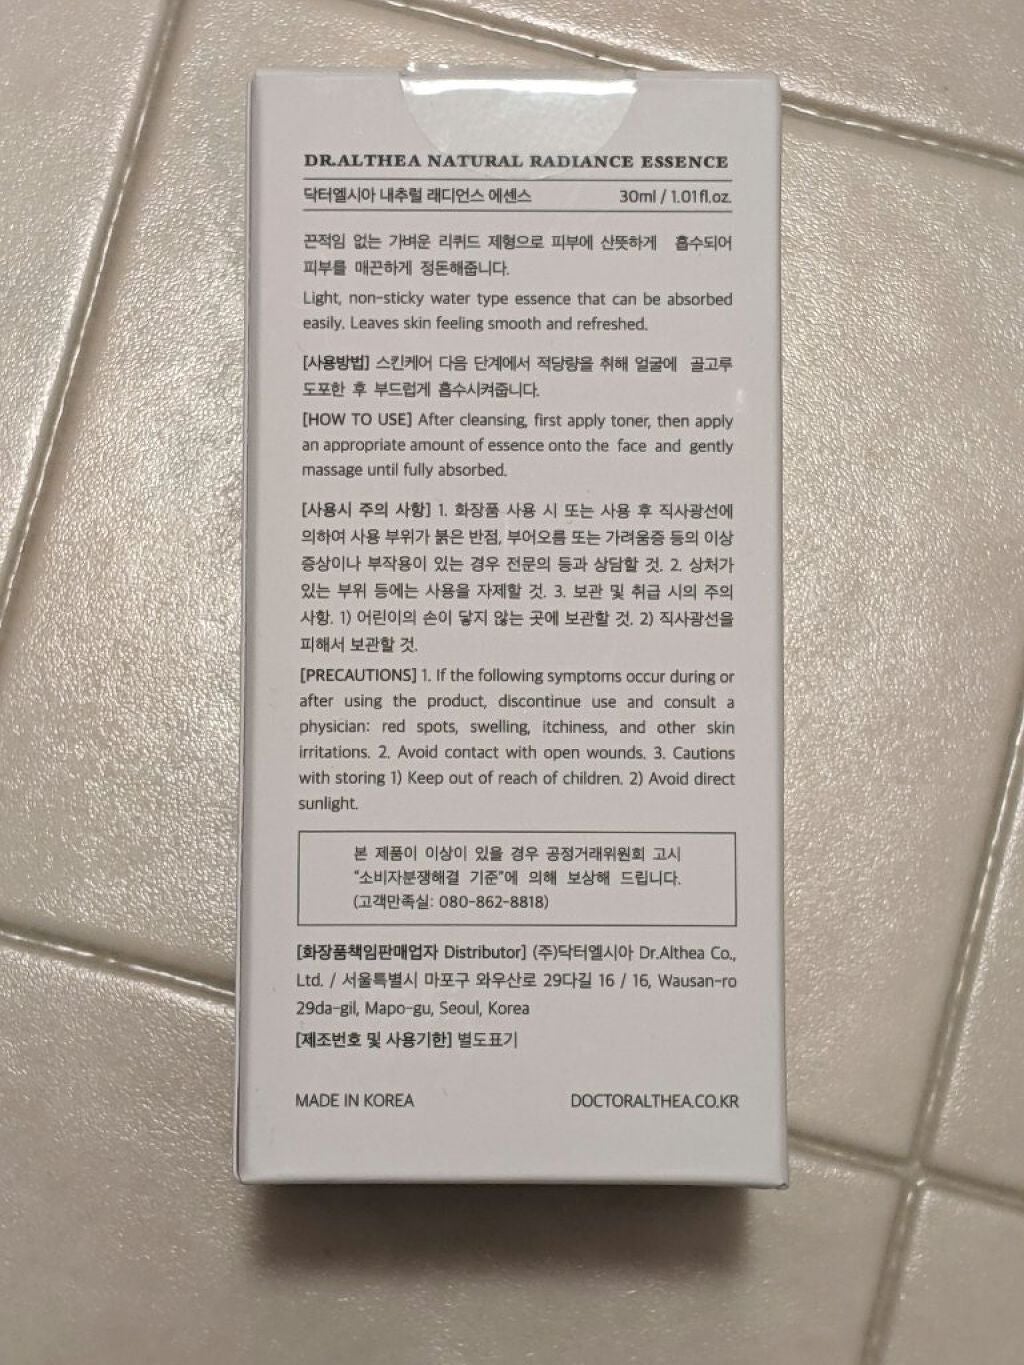 DR.ALTHEA NATURAL RADIANCE ESSENCE
닥터엘시아 내추럴 래디언스 에센스 30ml / 1.01fl.oz.
끈적임 없는 가벼운 리퀴드 제형으로 피부에 산뜻하게 흡수되어
피부를 매끈하게 정돈해줍니다.
Light, non-sticky water type essence that can be absorbed
easily. Leaves skin feeling smooth and refreshed.
[사용방법] 스킨케어 다음 단계에서 적당량을 취해 얼굴에 골고루
도포한 후 부드럽게 흡수시켜줍니다.
[HOW TO USE] After cleansing, first apply toner, then apply
an appropriate amount of essence onto the face and gently
massage until fully absorbed.
[사용시 주의 사항] 1. 화장품 사용 시 또는 사용 후 직사광선에
의하여 사용 부위가 붉은 반점, 부어오름 또는 가려움증 등의 이상
증상이나 부작용이 있는 경우 전문의 등과 상담할 것. 2. 상처가
있는 부위 등에는 사용을 자제할 것. 3. 보관 및 취급 시의 주의
사항. 1) 어린이의 손이 닿지 않는 곳에 보관할 것. 2) 직사광선을
피해서 보관할 것.
[PRECAUTIONS] 1. If the following symptoms occur during or
after using the product, discontinue use and consult a
physician: red spots, swelling, itchiness, and other skin
irritations. 2. Avoid contact with open wounds. 3. Cautions
with storing 1) Keep out of reach of children. 2) Avoid direct
sunlight.
본 제품이 이상이 있을 경우 공정거래위원회 고시
"소비자분쟁해결 기준"에 의해 보상해 드립니다.
(고객만족실: 080-862-8818)
[화장품책임판매업자 Distributor] (주)닥터엘시아 Dr.Althea Co.,
Ltd. / 서울특별시 마포구 와우산로 29다길 16 / 16, Wausan-ro
29da-gil, Mapo-gu, Seoul, Korea
[제조번호 및 사용기한] 별도표기
MADE IN KOREA DOCTORALTHEA.CO.KR